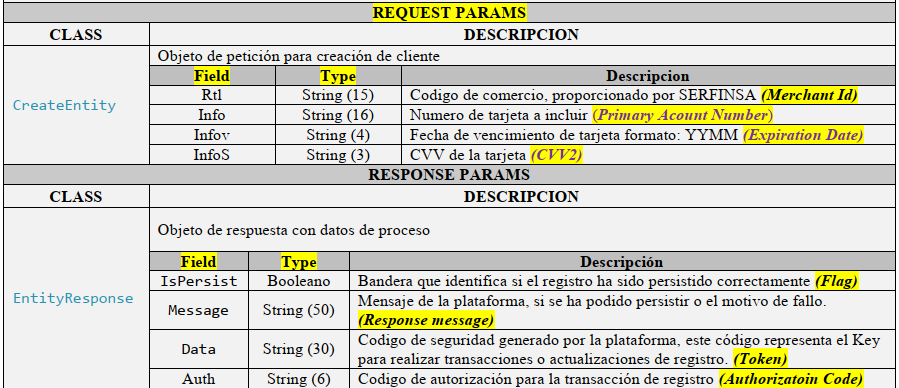 REQUEST PARAMS
CLASS DESCRIPCION
CreateEntity
Objeto de petición para creación de cliente
Field Type Descripcion
Rtl String (15) Codigo de comercio, proporcionado por SERFINSA (Merchant Id)
Info String (16) Numero de tarjeta a incluir (Primary Acount Number)
Infov String (4) Fecha de vencimiento de tarjeta formato: YYMM (Expiration Date)
InfoS String (3) CVV de la tarjeta (CVV2)
RESPONSE PARAMS
CLASS DESCRIPCION
EntityResponse
Objeto de respuesta con datos de proceso
Field Type Descripción
IsPersist Booleano Bandera que identifica si el registro ha sido persistido correctamente (Flag)
Message String (50) Mensaje de la plataforma, si se ha podido persistir o el motivo de fallo.
(Response message)
Data String (30) Codigo de seguridad generado por la plataforma, este código representa el Key
para realizar transacciones o actualizaciones de registro. (Token)
Auth String (6) Codigo de autorización para la transacción de registro (Authorizatoin Code)